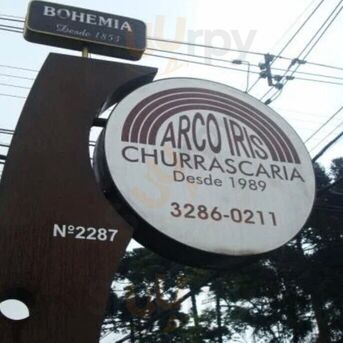 BOHEMIA
Desde 1853
ARCO IRIS
CHURRASCARIA
Desde 1989
3286-0211
Nº2287